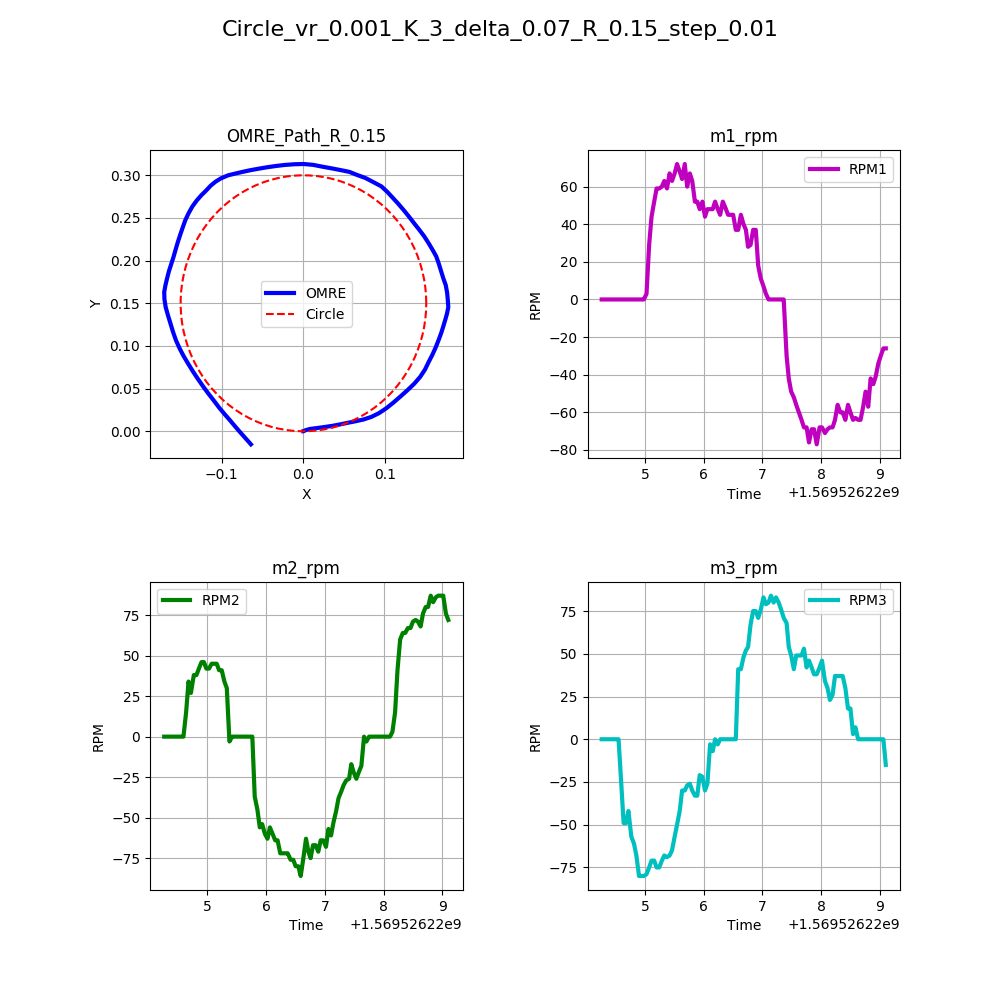 Circle_vr_0.001_K_3_delta_0.07_R_0.15_step_0.01
OMRE_Path_R_0.15
0.30
0.25
0.20
0.15
0.10
0.05
0.00
Y
OMRE
Circle
−0.1
0.0
0.1
X
m1_rpm
RPM1
60
40
20
0
−20
−40
−60
−80
RPM
5
6
7
8
9
Time
+1.56952622e9
m2_rpm
RPM2
75
50
25
0
−25
−50
−75
RPM
5
6
7
8
9
Time
+1.56952622e9
m3_rpm
RPM3
75
50
25
0
−25
−50
−75
RPM
5
6
7
8
9
Time
+1.56952622e9